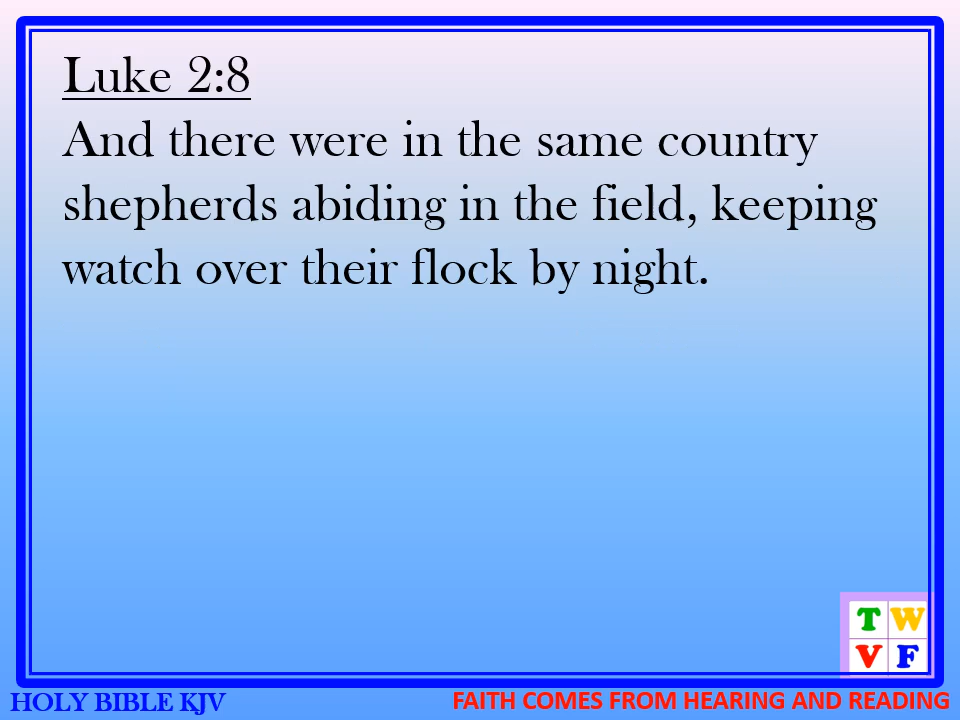 Luke 2:8
And there were in the same country
shepherds abiding in the field, keeping
watch over their flock by night.
T W
V F
HOLY BIBLE KJV
FAITH COMES FROM HEARING AND READING